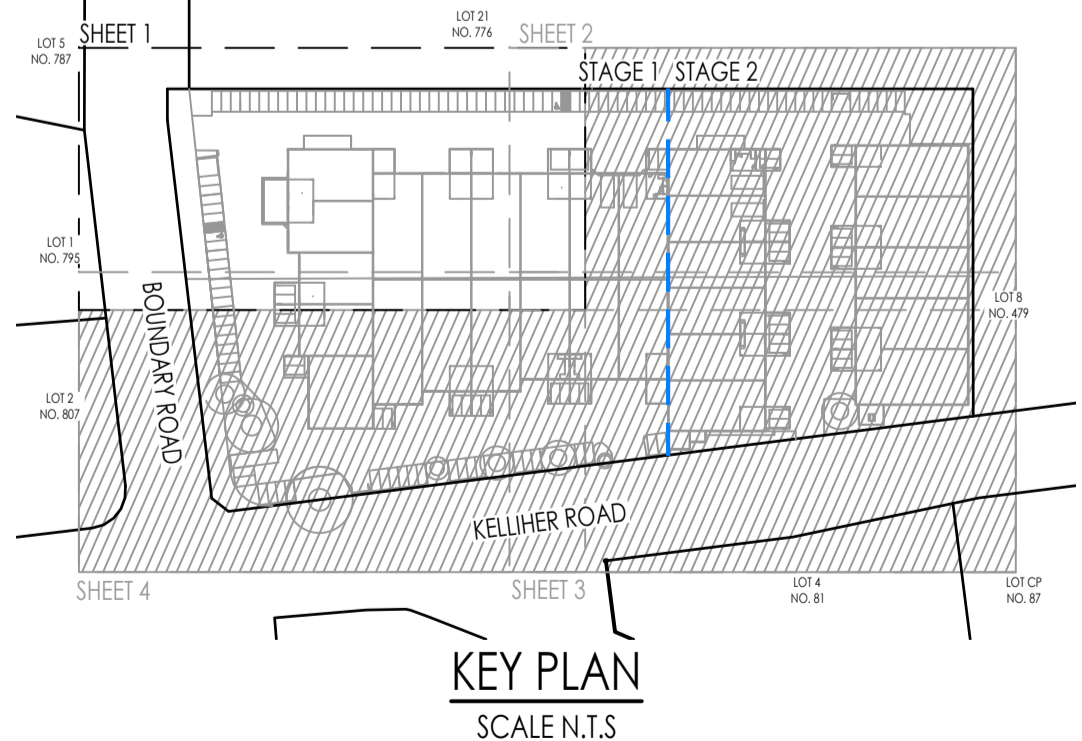 LOT 21
NO. 776
SHEET 1
SHEET 2
LOT 5
NO. 787
STAGE 1
STAGE 2
LOT 1
NO. 795
BOUNDARY ROAD
LOT 8
NO. 479
LOT 2
NO. 807
KELLIHER ROAD
SHEET 4
SHEET 3
LOT 4
NO. 81
LOT CP
NO. 87
KEY PLAN
SCALE N.T.S